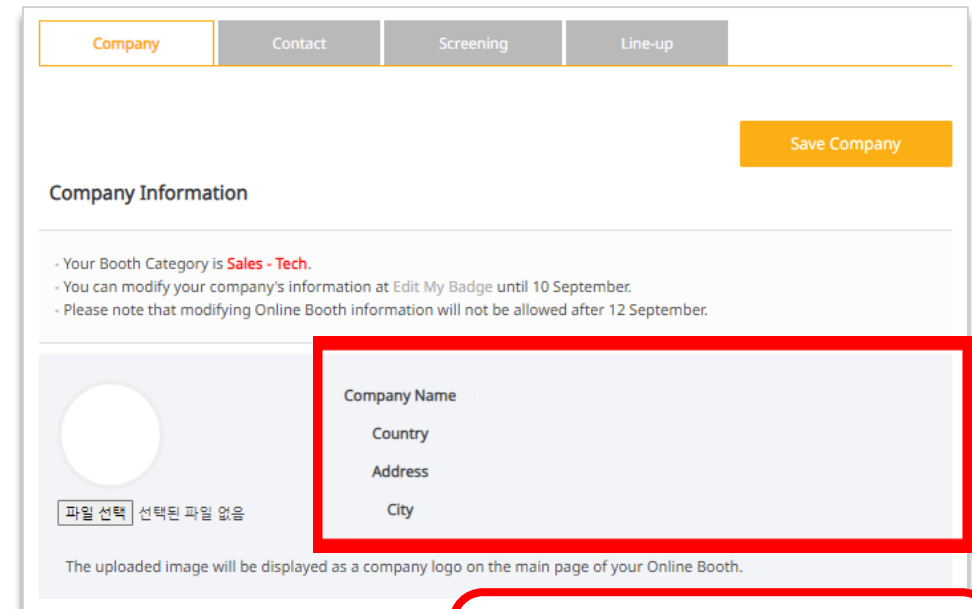 Company Contact Screening Line-up
Save Company
Company Information
- Your Booth Category is Sales - Tech.
- You can modify your company's information at Edit My Badge until 10 September.
- Please note that modifying Online Booth information will not be allowed after 12 September.
Company Name
Country
Address
City
파일 선택 선택된 파일 없음
The uploaded image will be displayed as a company logo on the main page of your Online Booth.